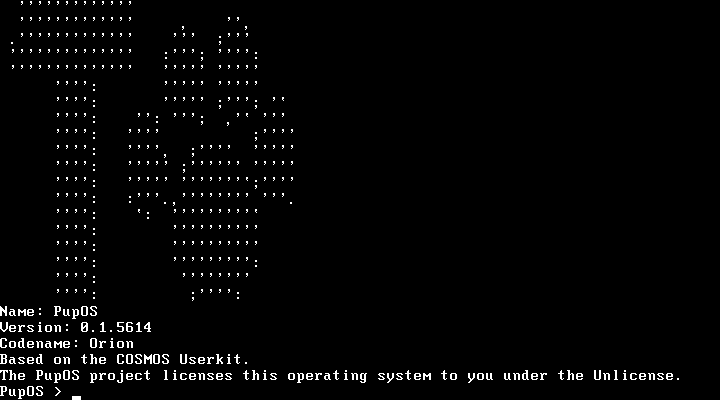 Name: PupOS
Version: 0.1.5614
Codename: Orion
Based on the COSMOS Userkit.
The PupOS project licenses this operating system to you under the Unlicense.
PupOS > _